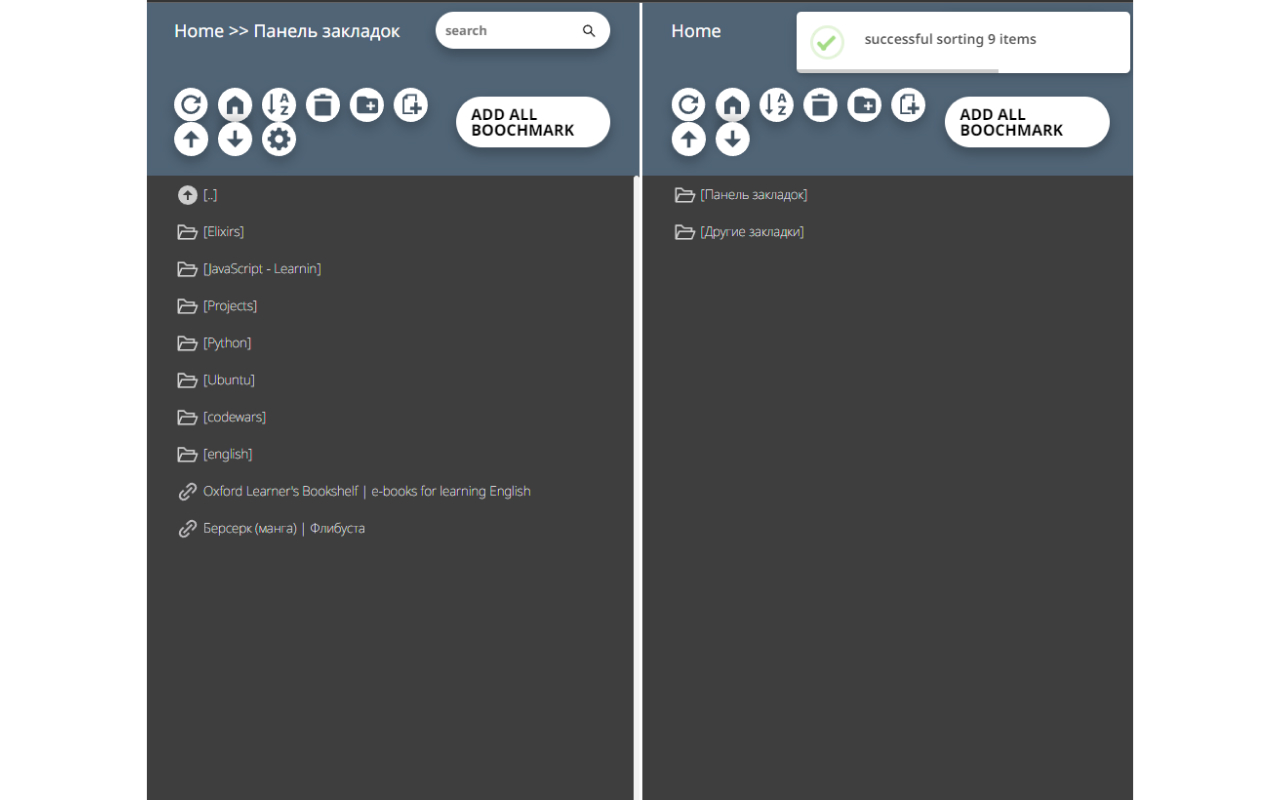 Home >> Панель закладок
search
A
Z
ADD ALL
BOOCHMARK
[..]
[Elixirs]
[JavaScript - Learnin]
[Projects]
[Python]
[Ubuntu]
[codewars]
[english]
Oxford Learner's Bookshelf | e-books for learning English
Берсерк (манга) | Флибуста
Home
successful sorting 9 items
A
Z
ADD ALL
BOOCHMARK
[Панель закладок]
[Другие закладки]